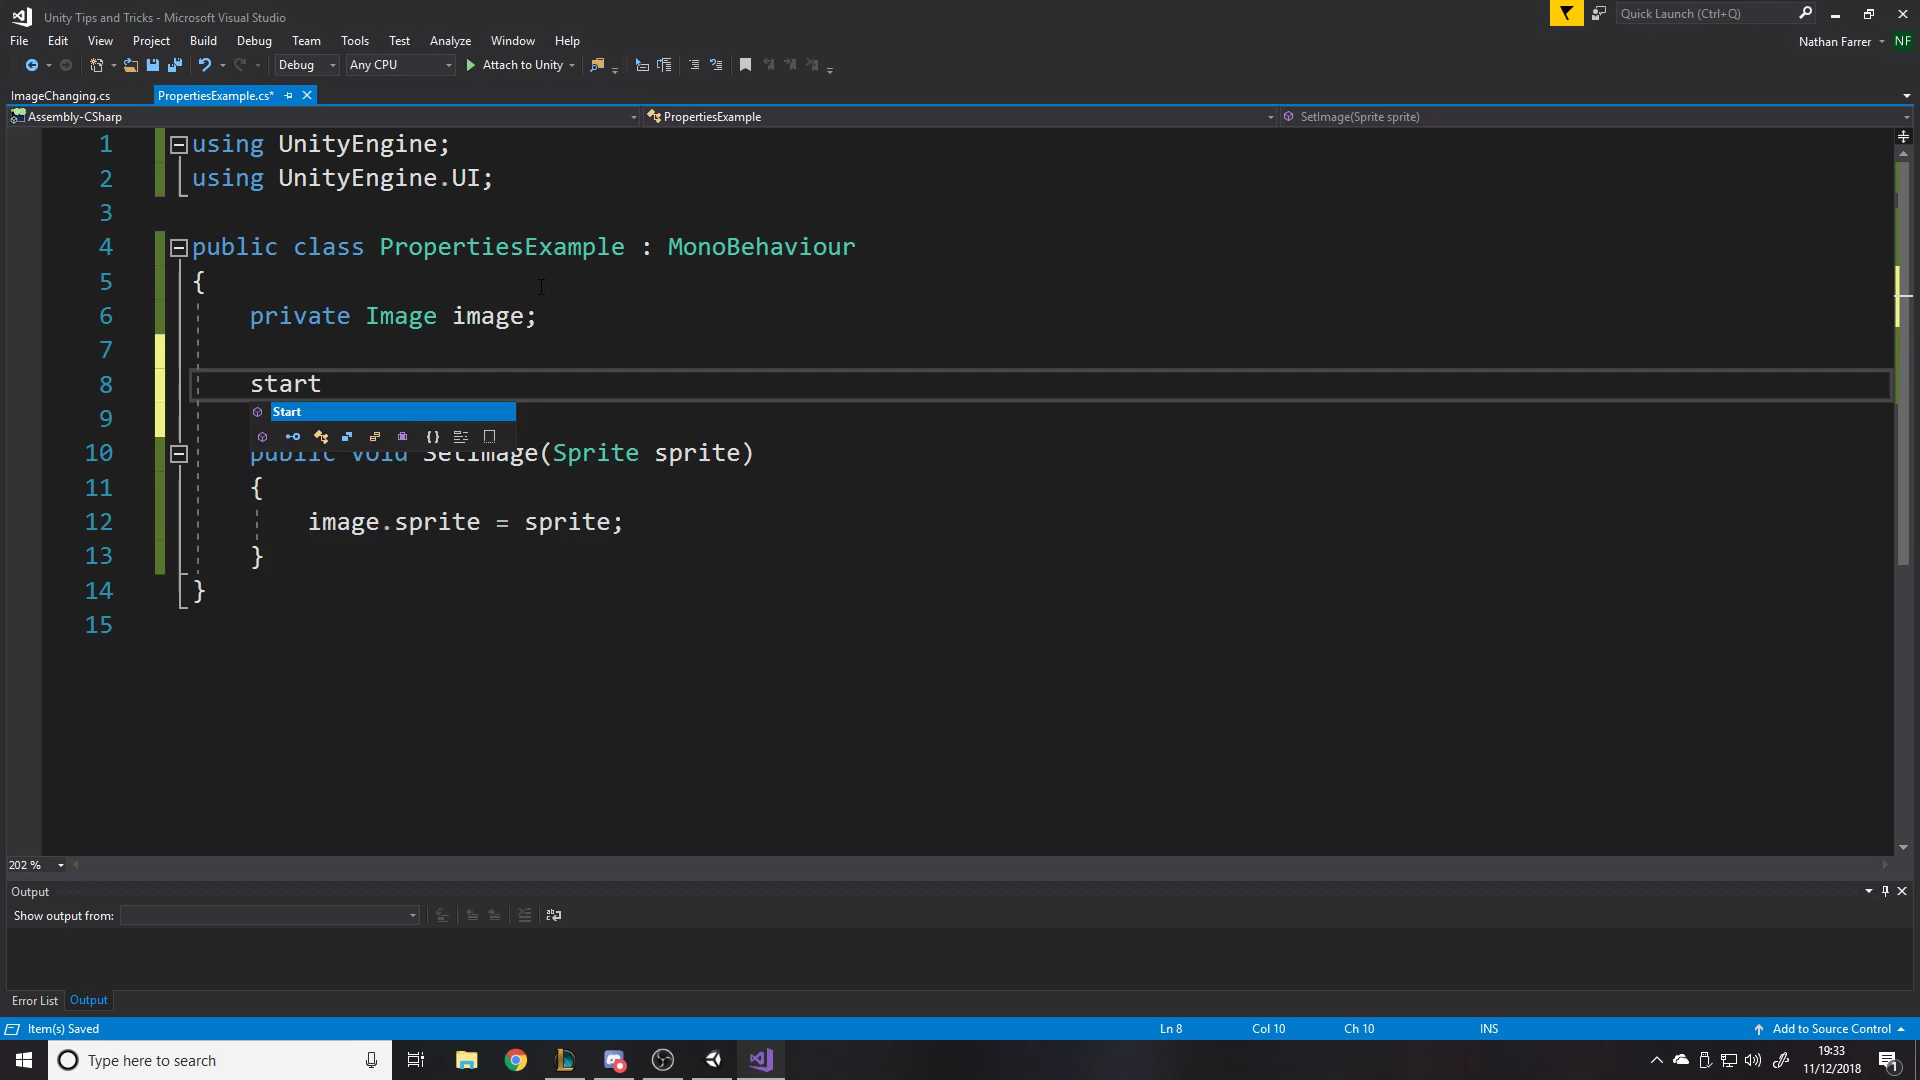 Unity Tips and Tricks - Microsoft Visual Studio
Quick Launch (Ctrl+Q)
File Edit View Project Build Debug Team Tools Test Analyze Window Help
Nathan Farrer NF
Debug Any CPU Attach to Unity
ImageChanging.cs PropertiesExample.cs*
Assembly-CSharp PropertiesExample SetImage(Sprite sprite)
1 using UnityEngine;
2 using UnityEngine.UI;
3
4 public class PropertiesExample : MonoBehaviour
5 {
6 private Image image;
7
8 start
Start
9
10 public void SetImage(Sprite sprite)
11 {
12 image.sprite = sprite;
13 }
14 }
15
202 %
Output
Show output from:
Error List Output
Item(s) Saved Ln 8 Col 10 Ch 10 INS Add to Source Control
Type here to search
19:33
11/12/2018
1